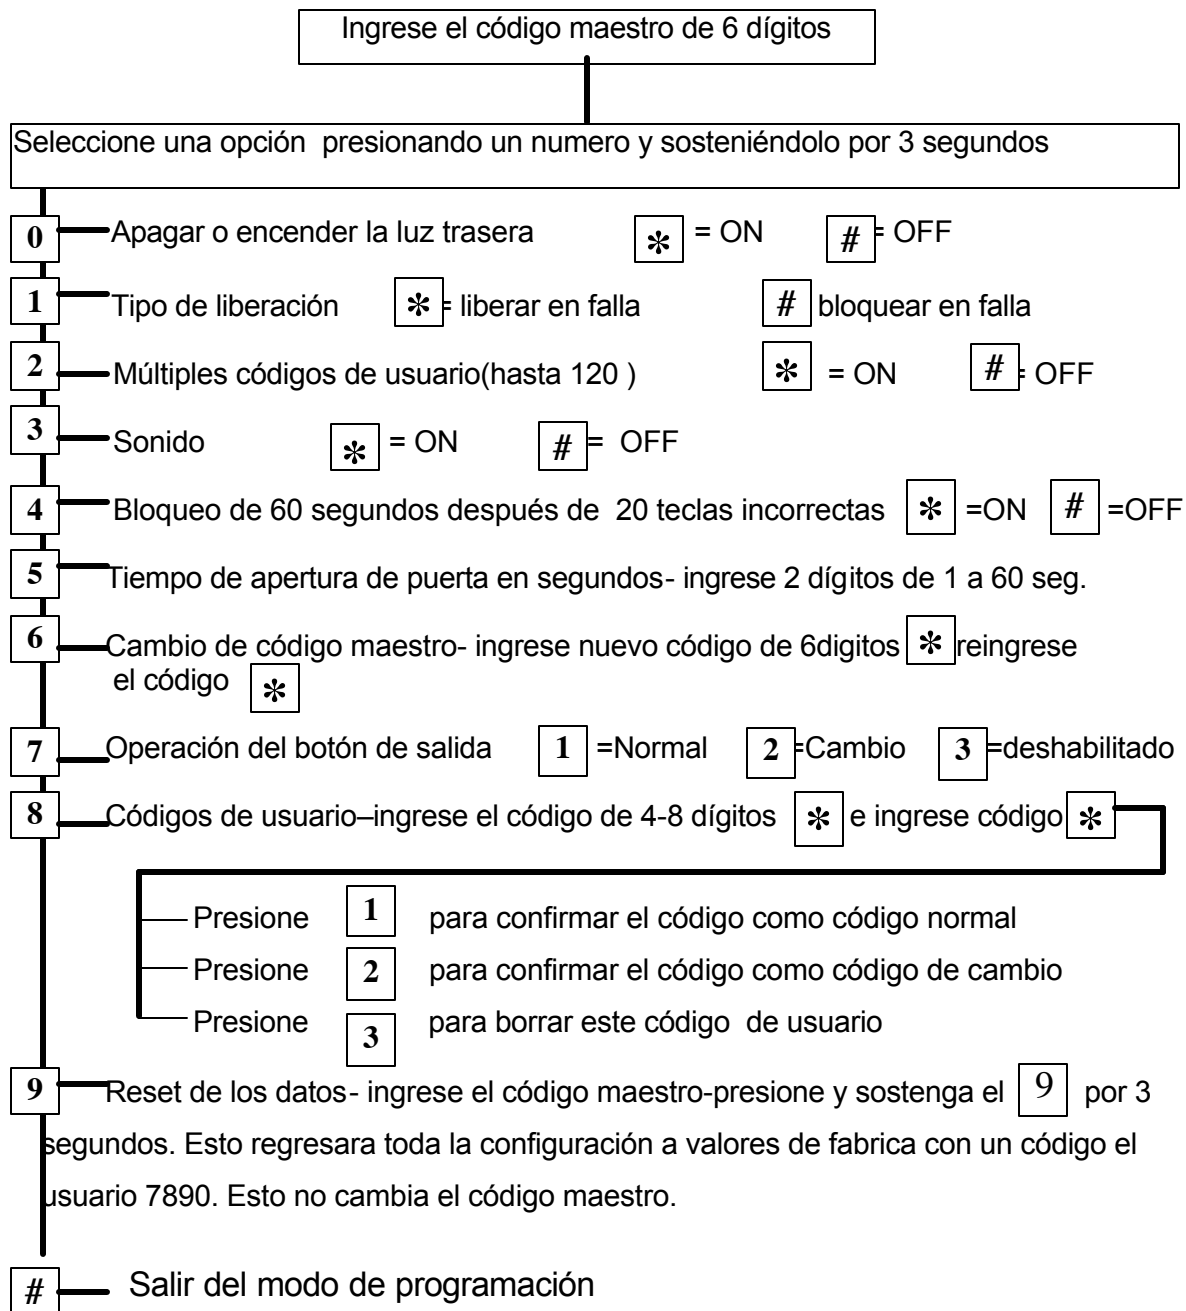 Ingrese el código maestro de 6 dígitos
Seleccione una opción presionando un numero y sosteniéndolo por 3 segundos
0 Apagar o encender la luz trasera * = ON # = OFF
1 Tipo de liberación * = liberar en falla # bloquear en falla
2 Múltiples códigos de usuario(hasta 120 ) * = ON # = OFF
3 Sonido * = ON # = OFF
4 Bloqueo de 60 segundos después de 20 teclas incorrectas * =ON # =OFF
5 Tiempo de apertura de puerta en segundos- ingrese 2 dígitos de 1 a 60 seg.
6 Cambio de código maestro- ingrese nuevo código de 6digitos * reingrese
el código *
7 Operación del botón de salida 1 =Normal 2 =Cambio 3 =deshabilitado
8 Códigos de usuario–ingrese el código de 4-8 dígitos * e ingrese código *
Presione 1 para confirmar el código como código normal
Presione 2 para confirmar el código como código de cambio
Presione 3 para borrar este código de usuario
9 Reset de los datos- ingrese el código maestro-presione y sostenga el 9 por 3
segundos. Esto regresara toda la configuración a valores de fabrica con un código el
usuario 7890. Esto no cambia el código maestro.
# Salir del modo de programación